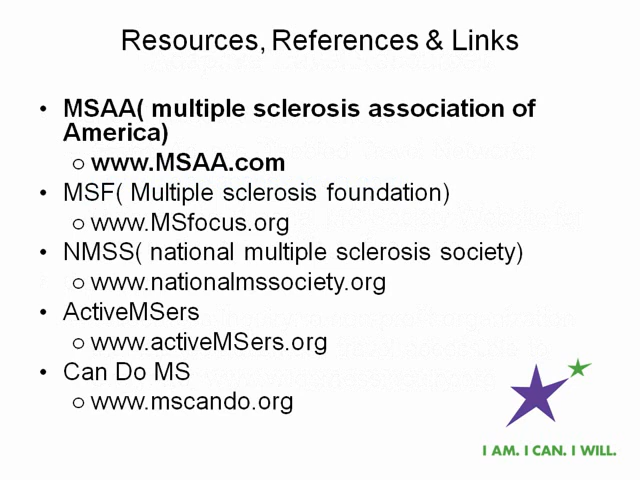 Resources, References & Links
• MSAA( multiple sclerosis association of
America)
○ www.MSAA.com
• MSF( Multiple sclerosis foundation)
○ www.MSfocus.org
• NMSS( national multiple sclerosis society)
○ www.nationalmssociety.org
• ActiveMSers
○ www.activeMSers.org
• Can Do MS
○ www.mscando.org
I AM. I CAN. I WILL.